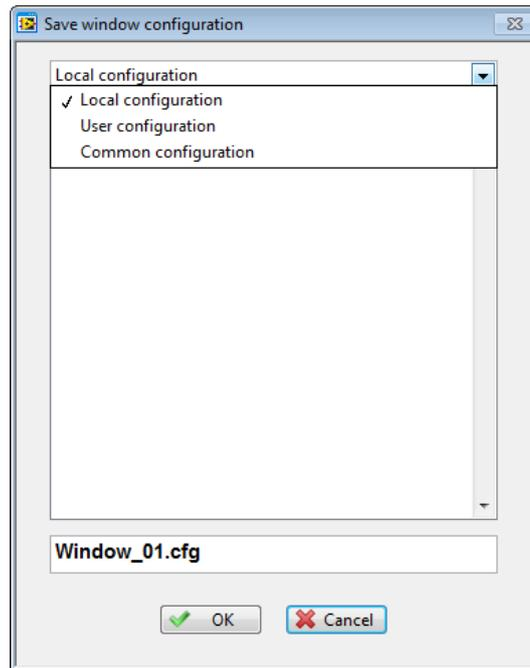 Save window configuration
Local configuration
Local configuration
User configuration
Common configuration
Window_01.cfg
OK
Cancel